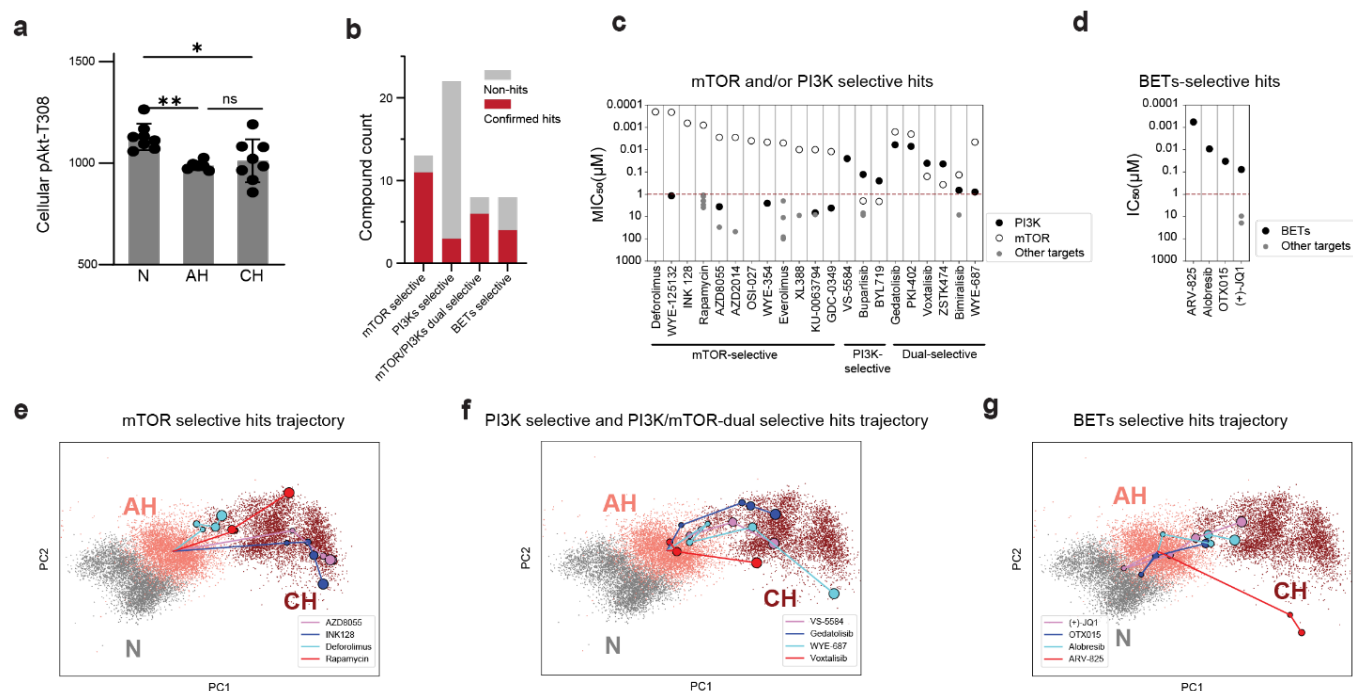 a
*
**
ns
1500
1000
500
Cellular pAkt-T308
N AH CH
b
Non-hits
Confirmed hits
20
10
0
Compound count
mTOR selective
PI3Ks selective
mTOR/PI3Ks dual selective
BETs selective
c
mTOR and/or PI3K selective hits
0.0001
0.001
0.01
0.1
1
10
100
1000
MIC₅₀(μM)
PI3K
mTOR
Other targets
Deforolimus
WYE-125132
INK 128
Rapamycin
AZD8055
AZD2014
OSI-027
WYE-354
Everolimus
XL388
KU-0063794
GDC-0349
VS-5584
Buparlisib
BYL719
Gedatolisib
PKI-402
Voxtalisib
ZSTK474
Bimiralisib
WYE-687
mTOR-selective
PI3K-
selective
Dual-selective
d
BETs-selective hits
0.0001
0.001
0.01
0.1
1
10
100
1000
IC₅₀(μM)
BETs
Other targets
ARV-825
Alobresib
OTX015
(+)-JQ1
e
mTOR selective hits trajectory
AH
CH
N
AZD8055
INK128
Deforolimus
Rapamycin
PC2
PC1
f
PI3K selective and PI3K/mTOR-dual selective hits trajectory
AH
CH
N
VS-5584
Gedatolisib
WYE-687
Voxtalisib
PC2
PC1
g
BETs selective hits trajectory
AH
CH
N
(+)-JQ1
OTX015
Alobresib
ARV-825
PC2
PC1